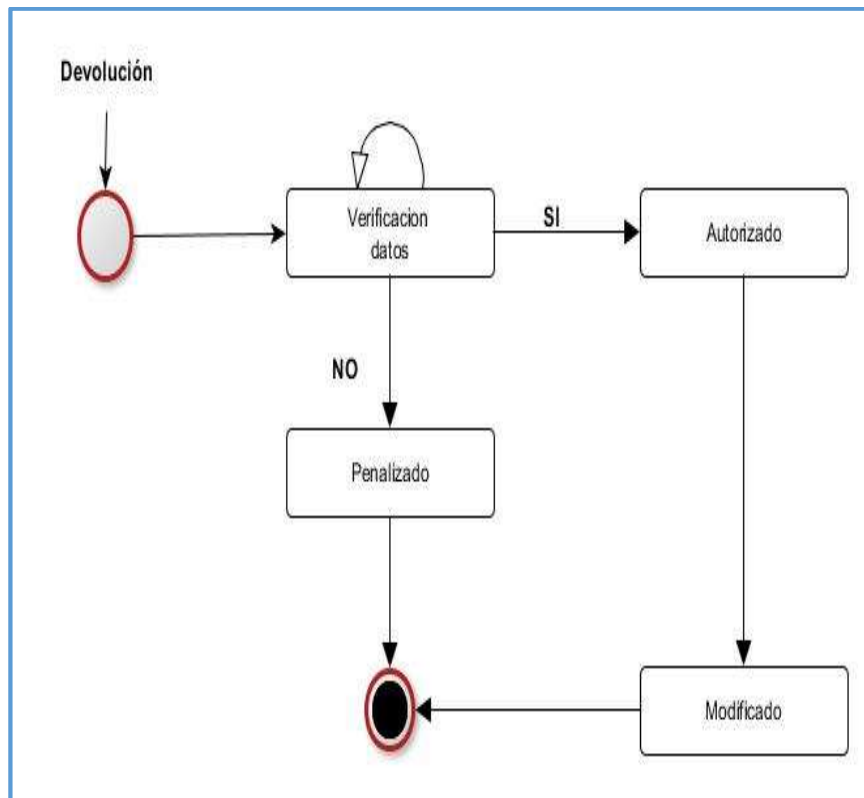 Devolución
Verificacion
datos
SI
Autorizado
NO
Penalizado
Modificado